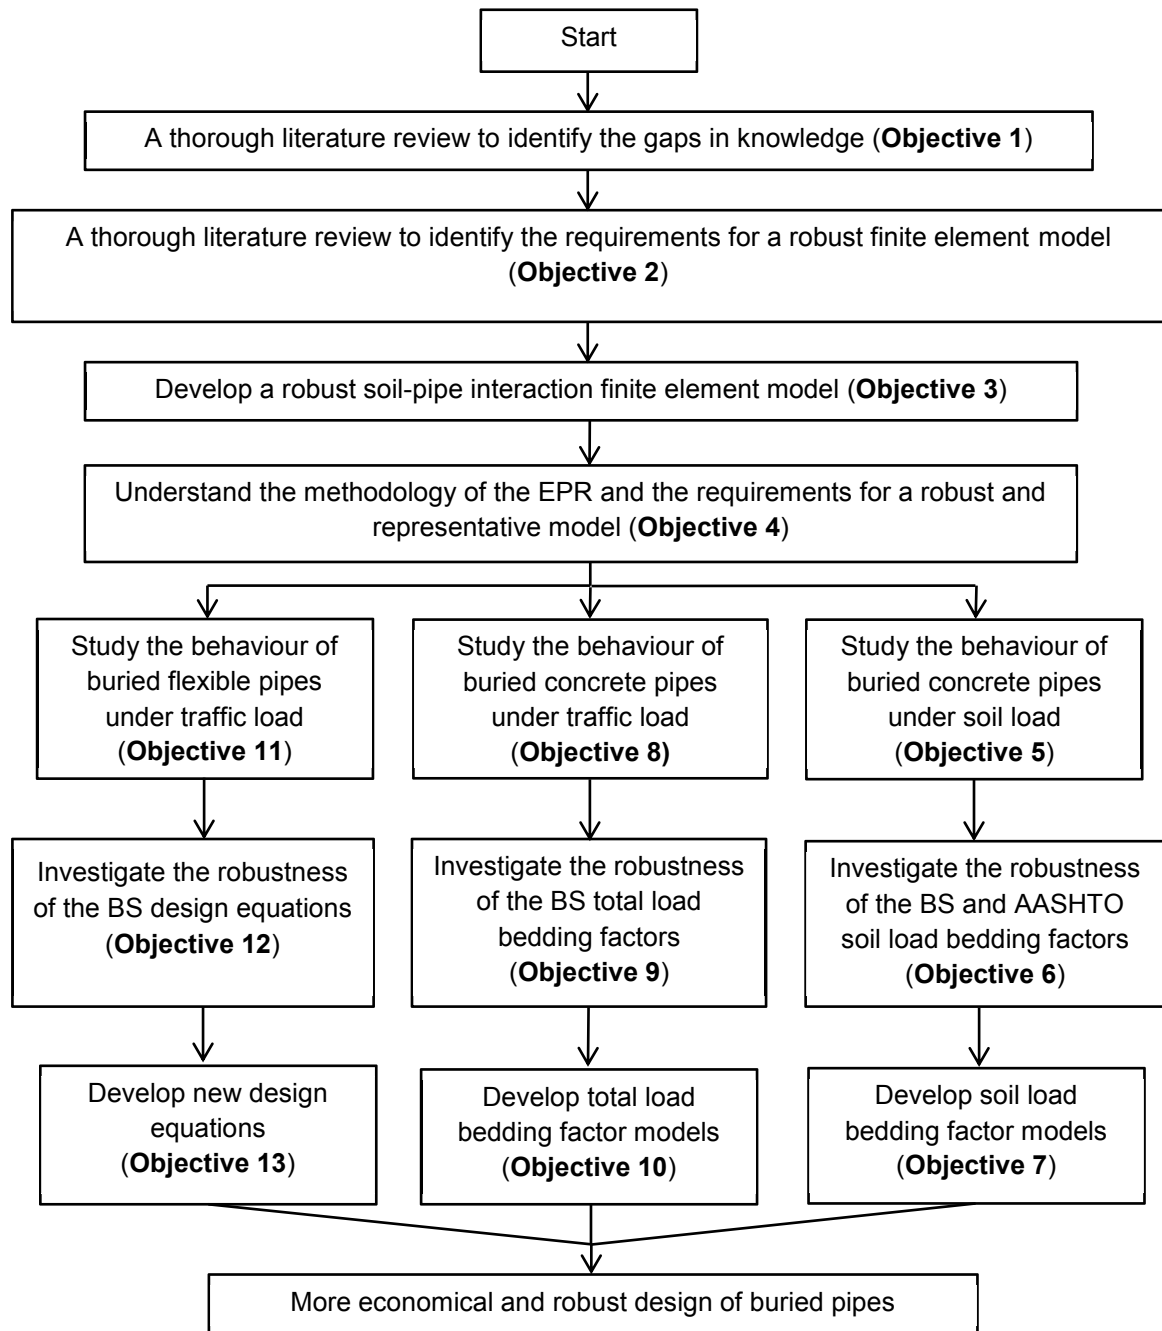 Start
A thorough literature review to identify the gaps in knowledge (Objective 1)
A thorough literature review to identify the requirements for a robust finite element model
(Objective 2)
Develop a robust soil-pipe interaction finite element model (Objective 3)
Understand the methodology of the EPR and the requirements for a robust and
representative model (Objective 4)
Study the behaviour of
buried flexible pipes
under traffic load
(Objective 11)
Study the behaviour of
buried concrete pipes
under traffic load
(Objective 8)
Study the behaviour of
buried concrete pipes
under soil load
(Objective 5)
Investigate the robustness
of the BS design equations
(Objective 12)
Investigate the robustness
of the BS total load
bedding factors
(Objective 9)
Investigate the robustness
of the BS and AASHTO
soil load bedding factors
(Objective 6)
Develop new design
equations
(Objective 13)
Develop total load
bedding factor models
(Objective 10)
Develop soil load
bedding factor models
(Objective 7)
More economical and robust design of buried pipes